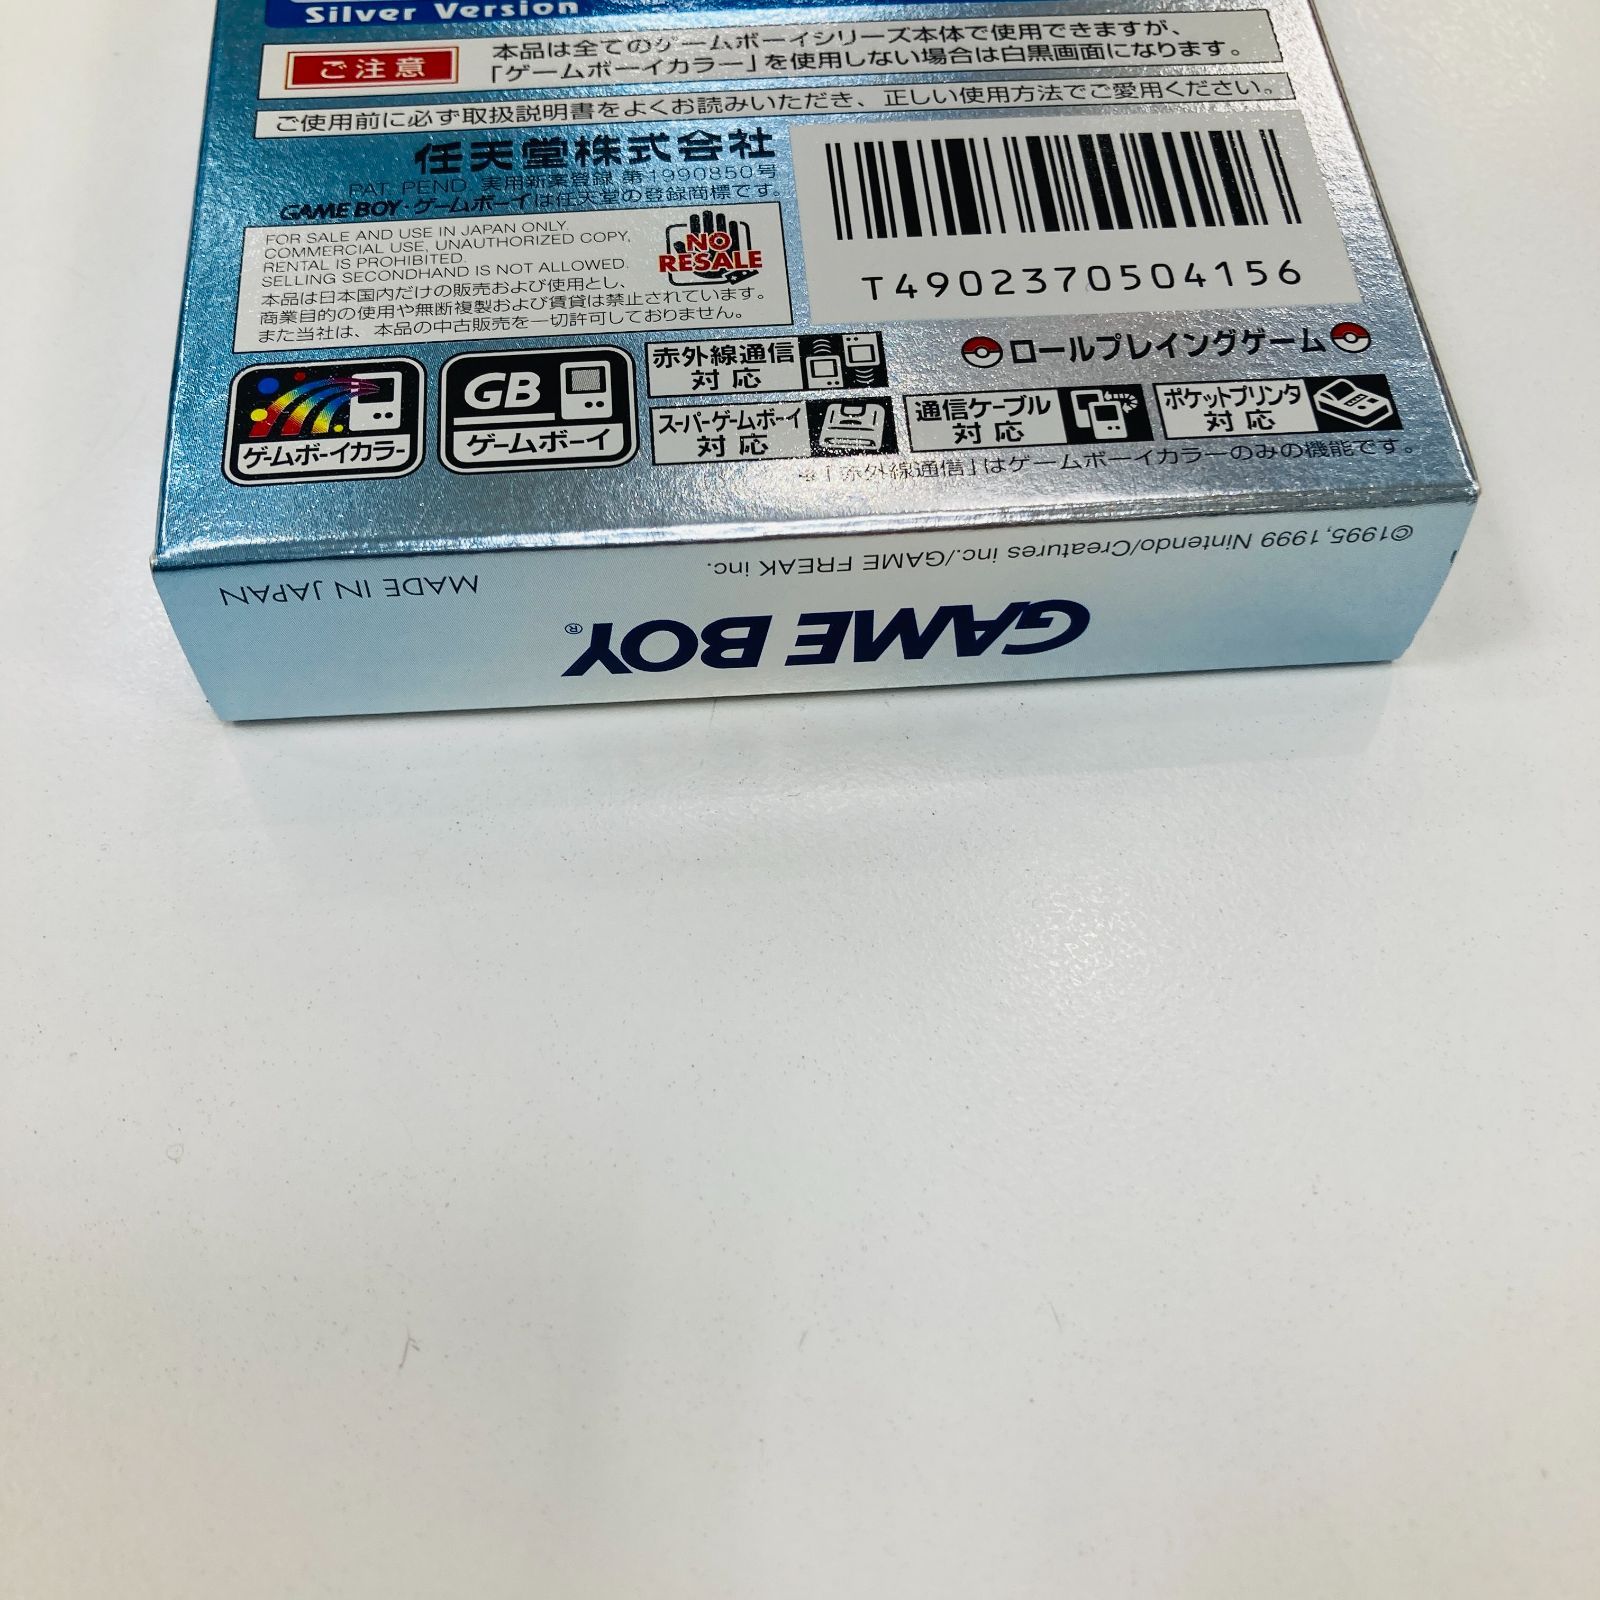 Silver Version
ご注意
本品は全てのゲームボーイシリーズ本体で使用できますが、
「ゲームボーイカラー」を使用しない場合は白黒画面になります。
ご使用前に必ず取扱説明書をよくお読みいただき、正しい使用方法でご愛用ください。
任天堂株式会社
PAT. PEND. 実用新案登録 第1990850号
GAME BOY・ゲームボーイは任天堂の登録商標です。
FOR SALE AND USE IN JAPAN ONLY.
COMMERCIAL USE, UNAUTHORIZED COPY,
RENTAL IS PROHIBITED.
SELLING SECONDHAND IS NOT ALLOWED.
本品は日本国内だけの販売および使用とし、
商業目的の使用や無断複製および賃貸は禁止されています。
また当社は、本品の中古販売を一切許可しておりません。
NO
RESALE
T4902370504156
ロールプレイングゲーム
ゲームボーイカラー
GB
ゲームボーイ
赤外線通信
対応
スーパーゲームボーイ
対応
通信ケーブル
対応
ポケットプリンタ
対応
※「赤外線通信」はゲームボーイカラーのみの機能です。
©1995,1999 Nintendo/Creatures inc./GAME FREAK inc.
MADE IN JAPAN
GAME BOY®